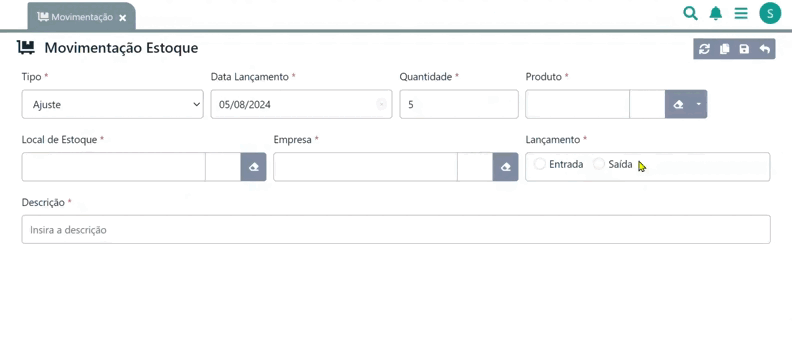 Movimentação
S
Movimentação Estoque
Tipo * Data Lançamento * Quantidade * Produto *
Ajuste 05/08/2024 5
Local de Estoque * Empresa * Lançamento *
Entrada Saída
Descrição *
Insira a descrição